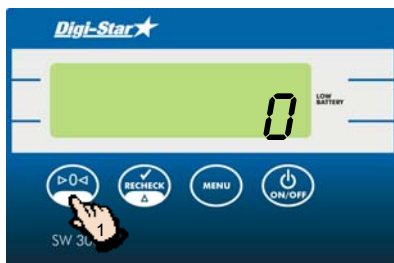 Digi-Star
0
LOW
BATTERY
▷0◁
RECHECK
MENU
ON/OFF
1
SW 30